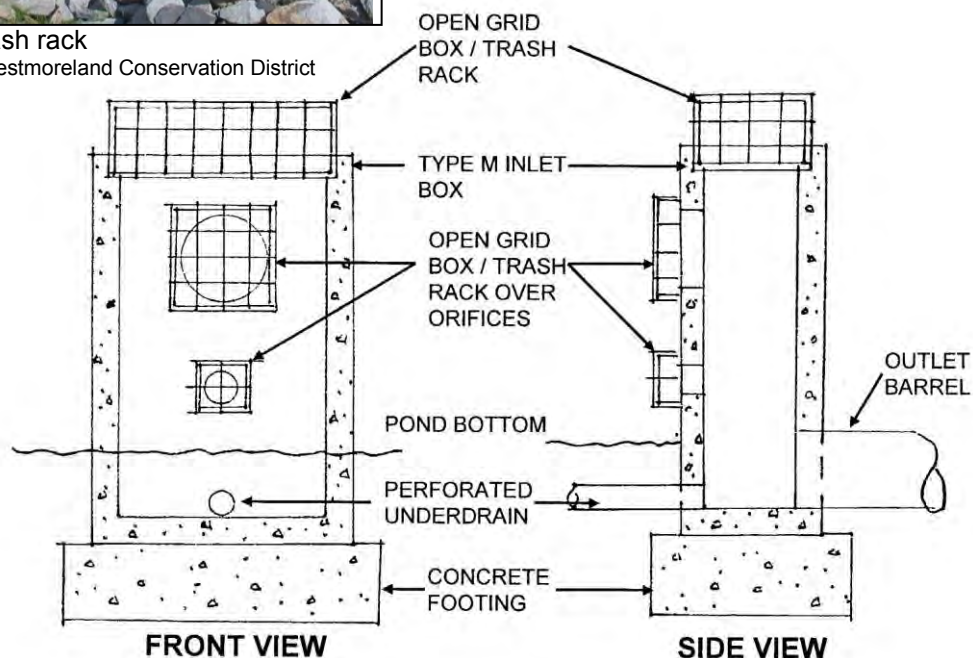 sh rack
estmoreland Conservation District
OPEN GRID
BOX / TRASH
RACK
TYPE M INLET
BOX
OPEN GRID
BOX / TRASH
RACK OVER
ORIFICES
OUTLET
BARREL
POND BOTTOM
PERFORATED
UNDERDRAIN
CONCRETE
FOOTING
FRONT VIEW
SIDE VIEW